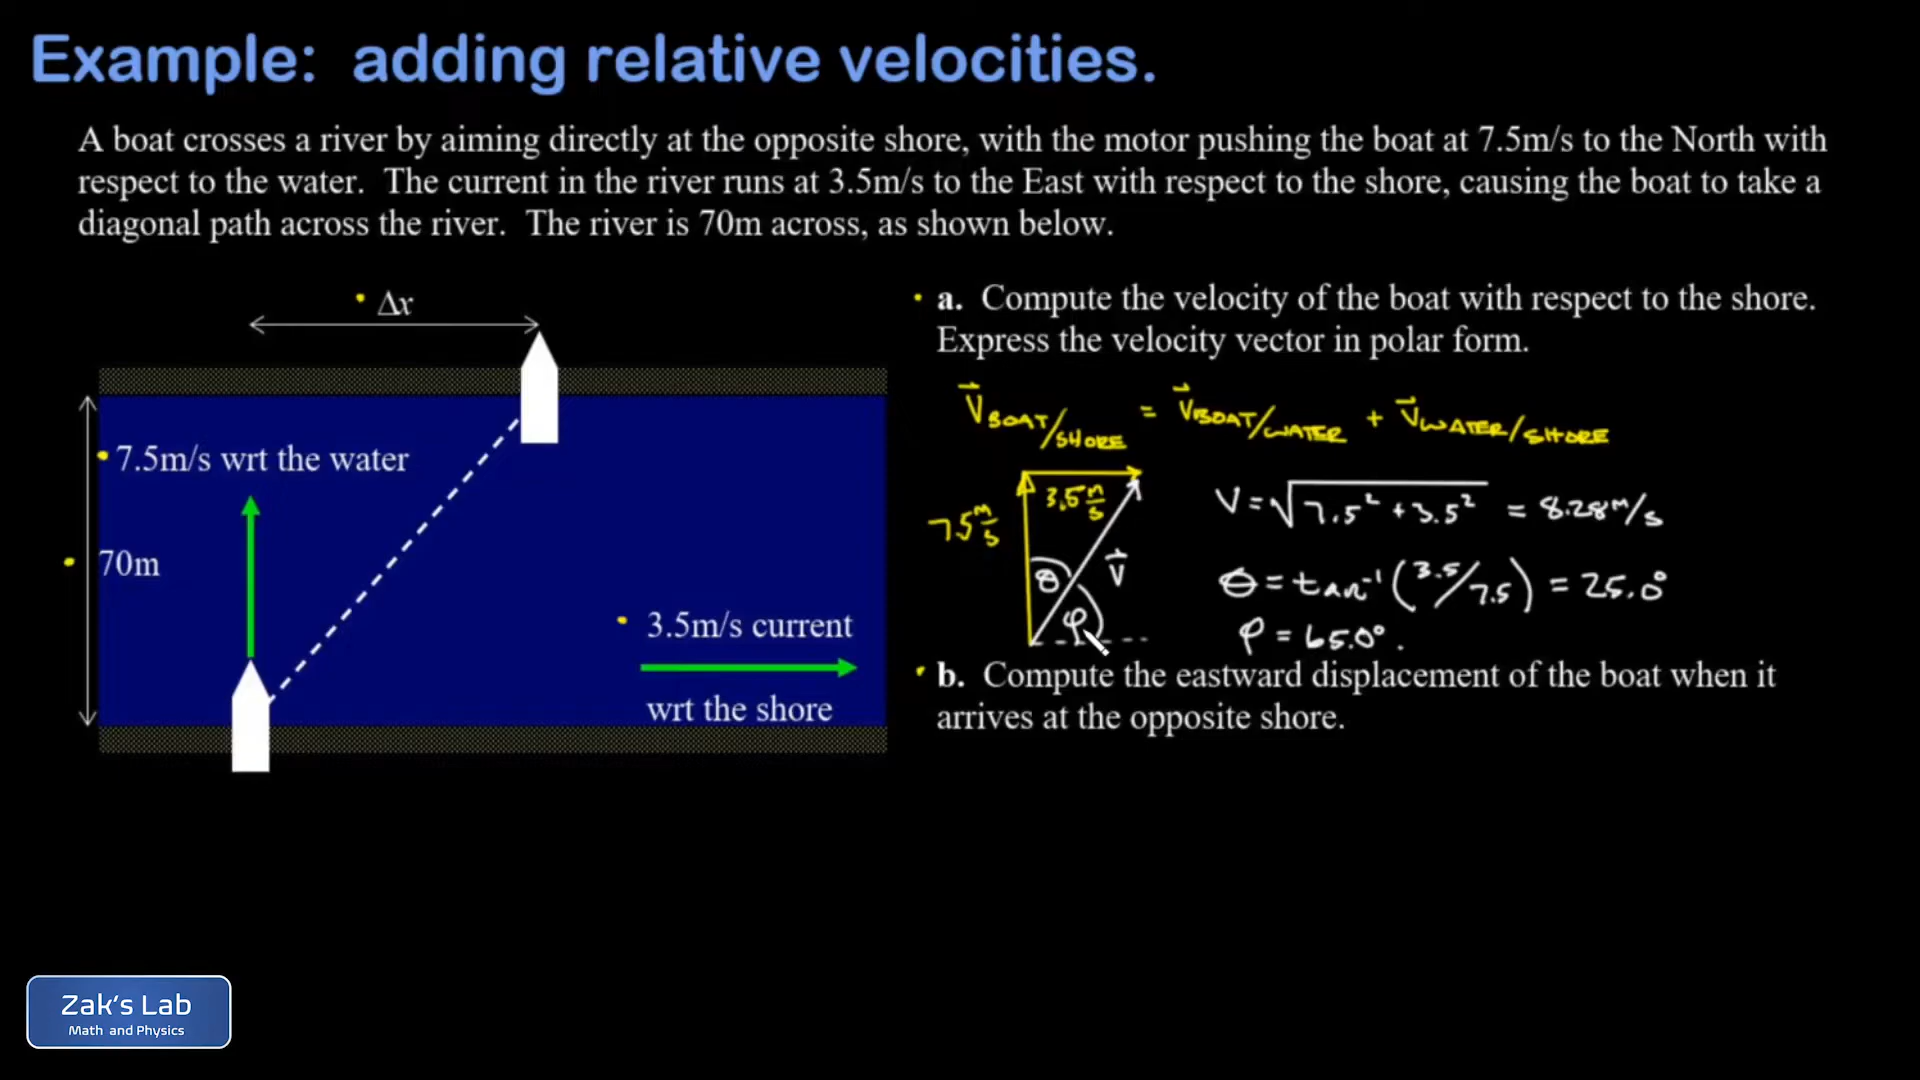 Example: adding relative velocities.
A boat crosses a river by aiming directly at the opposite shore, with the motor pushing the boat at 7.5m/s to the North with
respect to the water. The current in the river runs at 3.5m/s to the East with respect to the shore, causing the boat to take a
diagonal path across the river. The river is 70m across, as shown below.
• Δx
• 7.5m/s wrt the water
• 70m
• 3.5m/s current
wrt the shore
• a. Compute the velocity of the boat with respect to the shore.
Express the velocity vector in polar form.
V⃗ BOAT/SHORE = V⃗ BOAT/WATER + V⃗ WATER/SHORE
7.5 m/s
3.5 m/s
θ
V⃗
φ
V = √(7.5² + 3.5²) = 8.28 m/s
θ = tan⁻¹(3.5/7.5) = 25.0°
φ = 65.0°.
• b. Compute the eastward displacement of the boat when it
arrives at the opposite shore.
Zak's Lab
Math and Physics